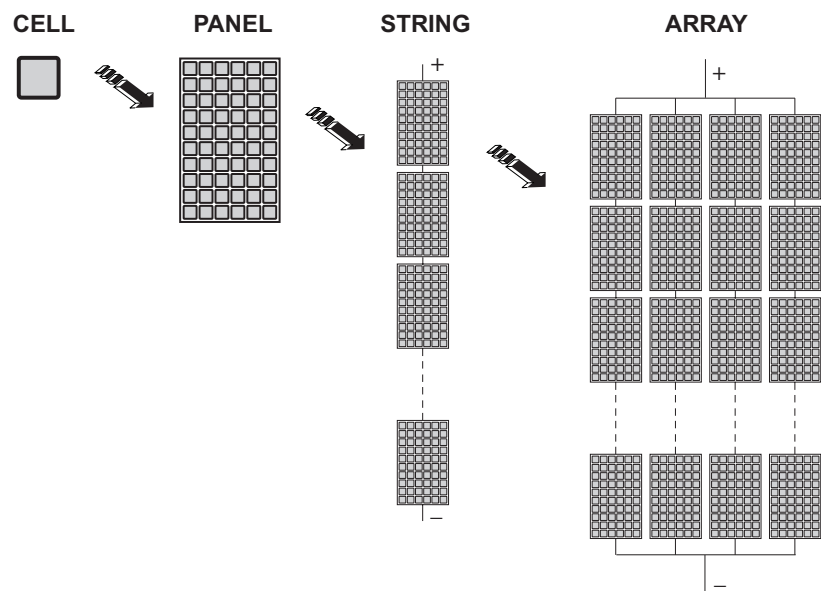 CELL PANEL STRING ARRAY
+ +
−
−